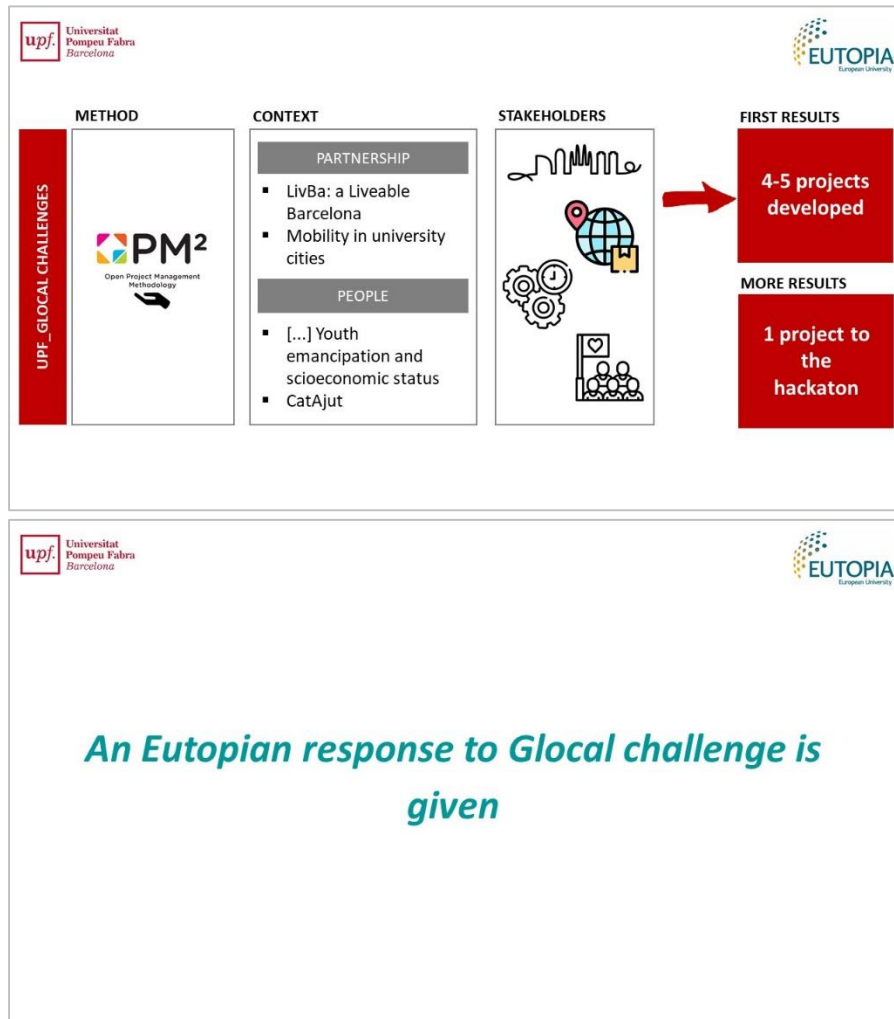 upf.
Universitat
Pompeu Fabra
Barcelona
EUTOPIA
European University
METHOD
CONTEXT
STAKEHOLDERS
FIRST RESULTS
UPF_GLOCAL CHALLENGES
PM²
Open Project Management
Methodology
PARTNERSHIP
LivBa: a Liveable
Barcelona
Mobility in university
cities
PEOPLE
[...] Youth
emancipation and
scioeconomic status
CatAjut
4-5 projects
developed
MORE RESULTS
1 project to
the
hackaton
upf.
Universitat
Pompeu Fabra
Barcelona
EUTOPIA
European University
An Eutopian response to Glocal challenge is
given